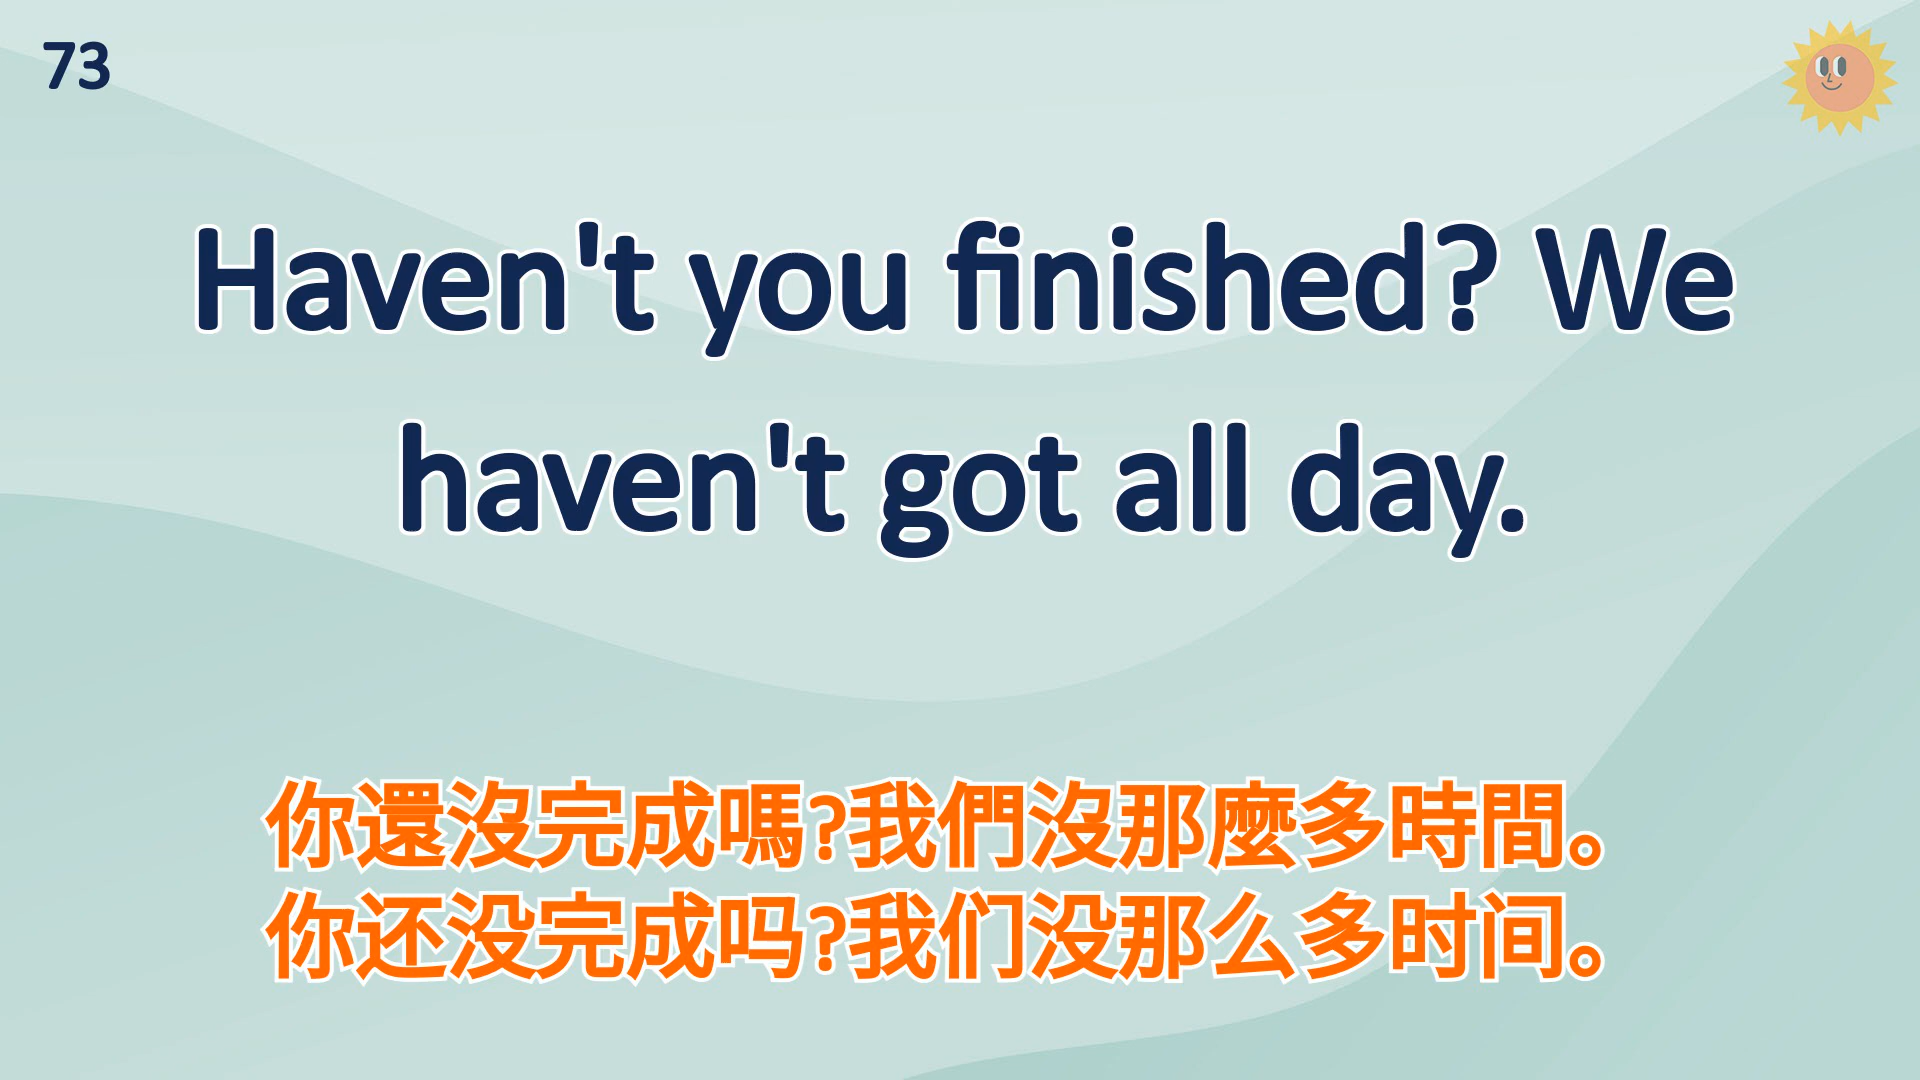 73
Haven't you finished? We
haven't got all day.
你還沒完成嗎?我們沒那麼多時間。
你还没完成吗?我们没那么多时间。